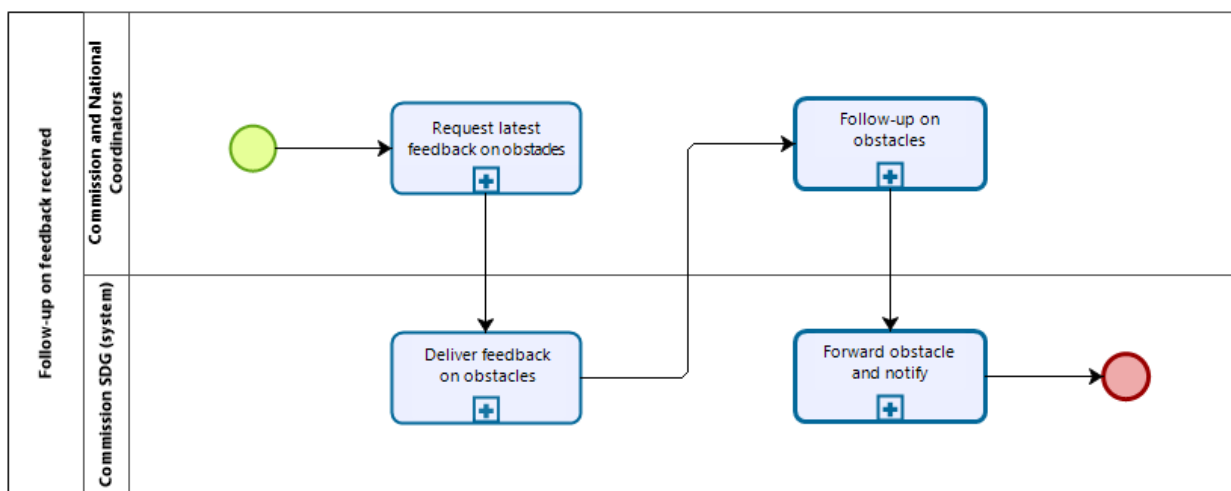 Follow-up on feedback received
Commission and National
Coordinators
Request latest
feedback on obstacles
Follow-up on
obstacles
Commission SDG (system)
Deliver feedback
on obstacles
Forward obstacle
and notify